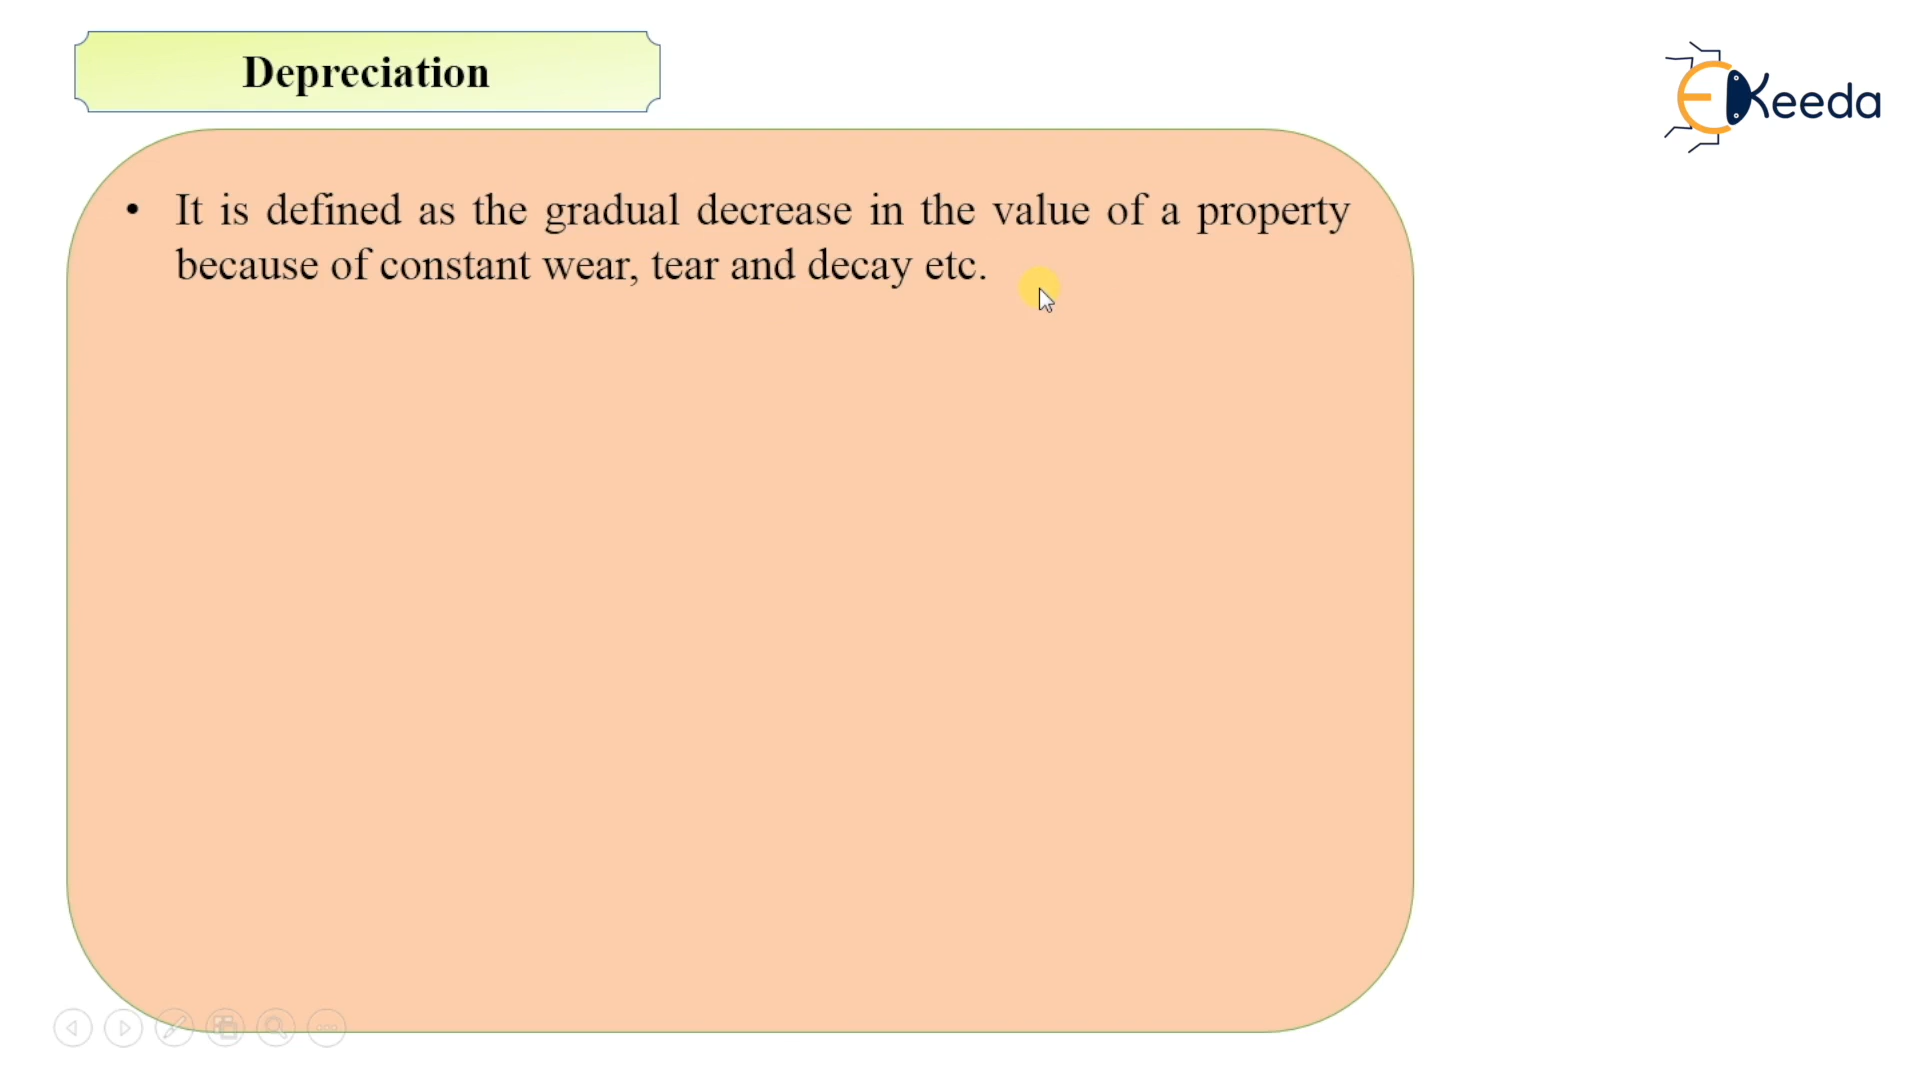 Depreciation
EKeeda
• It is defined as the gradual decrease in the value of a property
because of constant wear, tear and decay etc.